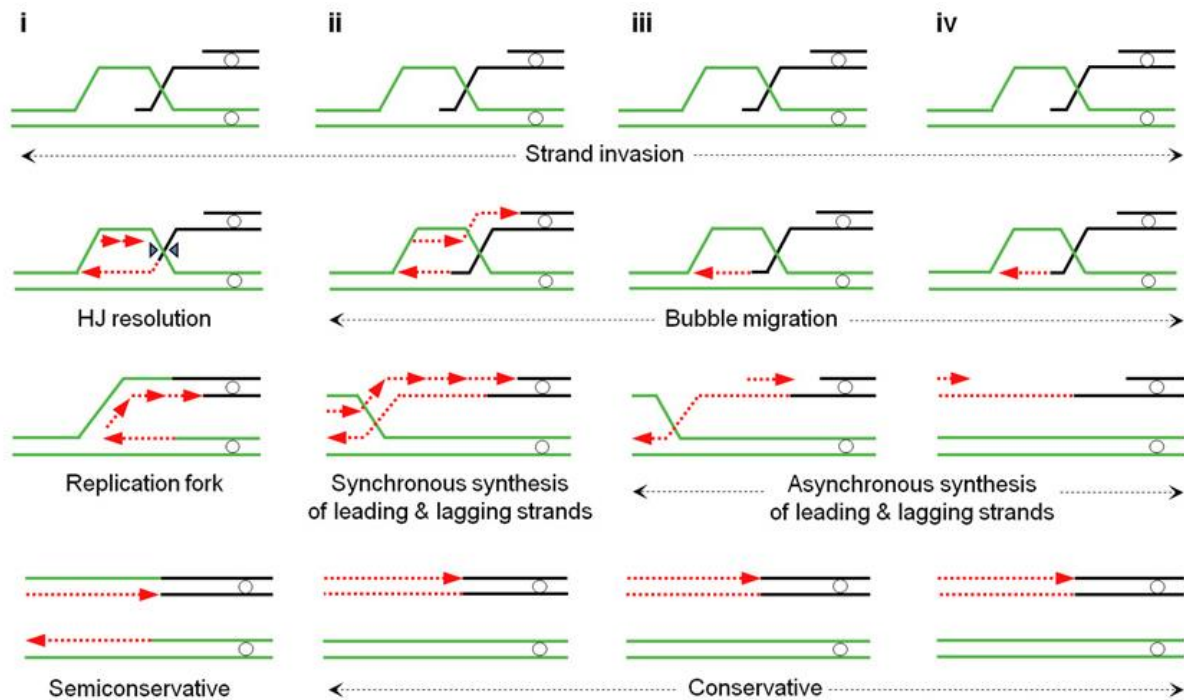 i ii iii iv
Strand invasion
HJ resolution
Bubble migration
Replication fork
Synchronous synthesis
of leading & lagging strands
Asynchronous synthesis
of leading & lagging strands
Semiconservative
Conservative